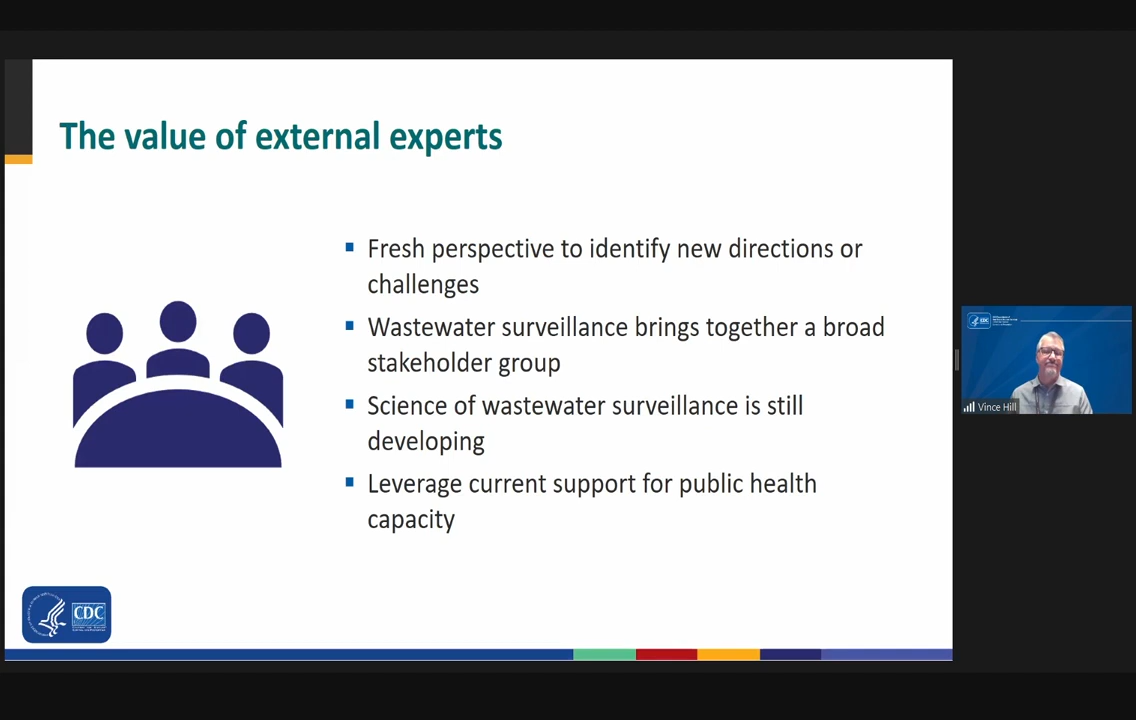 The value of external experts
Fresh perspective to identify new directions or
challenges
Wastewater surveillance brings together a broad
stakeholder group
Science of wastewater surveillance is still
developing
Leverage current support for public health
capacity
CDC
CDC
Vince Hill